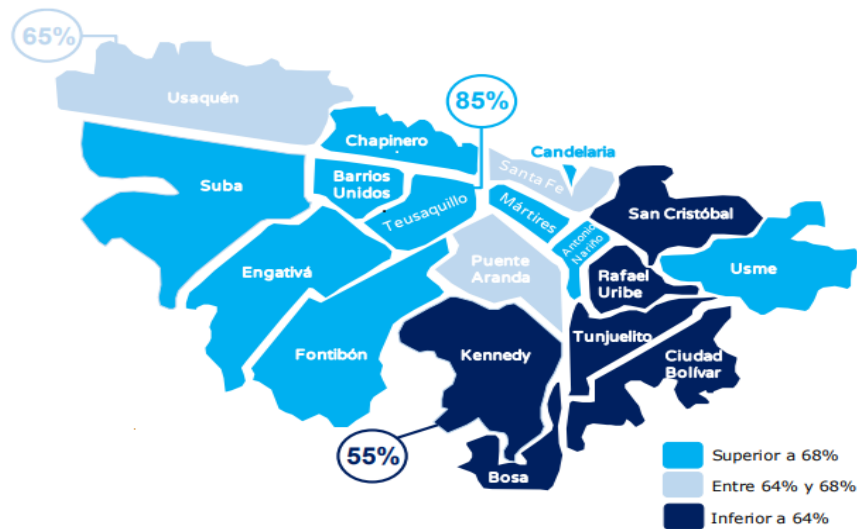 65%
Usaquén
85%
Chapinero
Candelaria
Santa Fe
Suba
Barrios
Unidos
Teusaquillo
Mártires
San Cristóbal
Antonio
Nariño
Engativá
Puente
Aranda
Rafael
Uribe
Usme
Fontibón
Kennedy
Tunjuelito
Ciudad
Bolívar
55%
Bosa
Superior a 68%
Entre 64% y 68%
Inferior a 64%